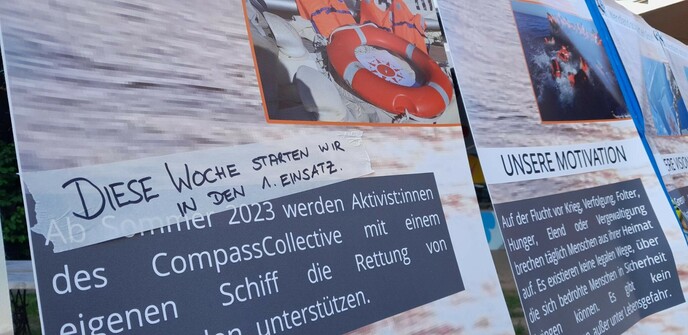 DIESE WOCHE STARTEN WIR
IN DEN 1. EINSATZ.
Ab Sommer 2023 werden Aktivist:innen
des CompassCollective mit einem
eigenen Schiff die Rettung von
unterstützen.
UNSERE MOTIVATION
Auf der Flucht vor Krieg, Verfolgung, Folter,
Hunger, Elend oder Vergewaltigung
brechen täglich Menschen aus ihrer Heimat
auf. Es existieren keine legalen Wege, über
die sich bedrohte Menschen in Sicherheit
können. Es gibt kein
außer unter Lebensgefahr.